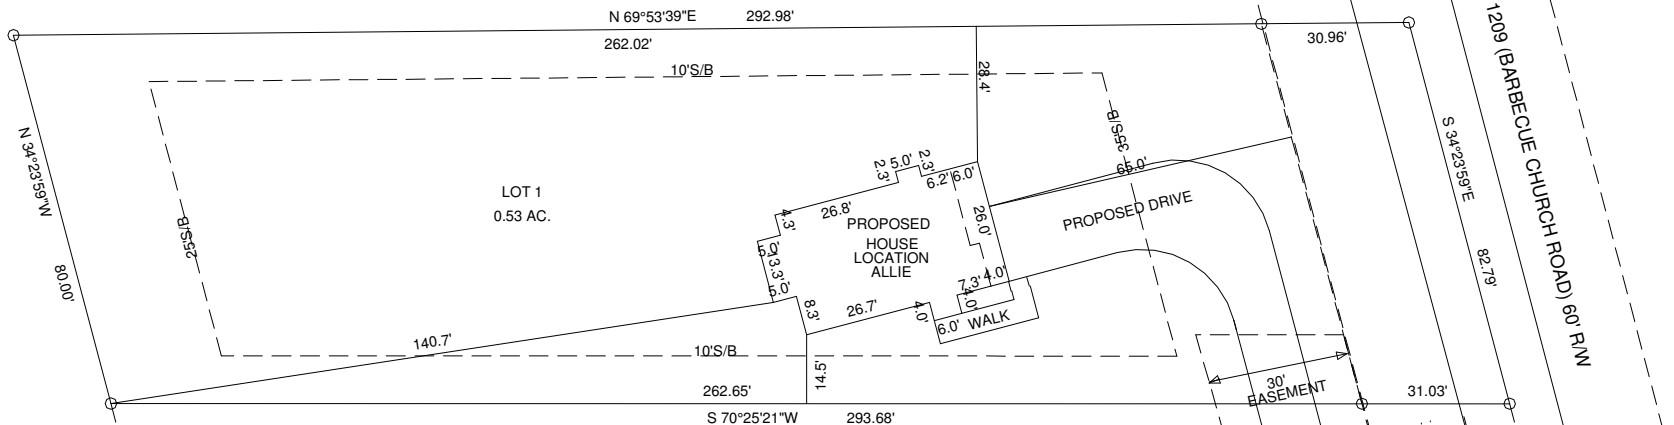 N 69°53'39"E 292.98'
262.02'
30.96'
10'S/B
28.4'
1209 (BARBECUE CHURCH ROAD) 60' R/W
N 34°23'59"W
80.00'
25'S/B
LOT 1
0.53 AC.
35'S/B
65.0'
S 34°23'59"E
82.79'
2.3'
5.0'
2.3'
6.2'
6.0'
26.8'
4.3'
5.0'
13.3'
5.0'
8.3'
26.0'
PROPOSED
HOUSE
LOCATION
ALLIE
PROPOSED DRIVE
7.3'
4.0'
4.0'
26.7'
4.0'
6.0'
WALK
140.7'
10'S/B
14.5'
30'
EASEMENT
262.65'
31.03'
S 70°25'21"W 293.68'